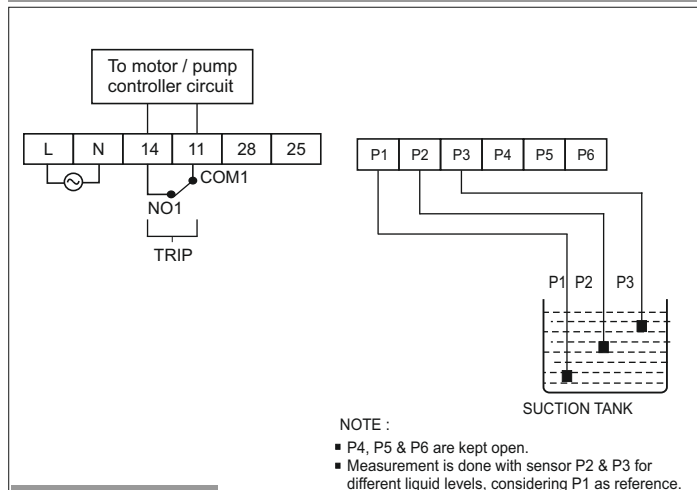 To motor / pump
controller circuit
L N 14 11 28 25
COM1
NO1
TRIP
P1 P2 P3 P4 P5 P6
P1 P2 P3
SUCTION TANK
NOTE :
▪ P4, P5 & P6 are kept open.
▪ Measurement is done with sensor P2 & P3 for
different liquid levels, considering P1 as reference.